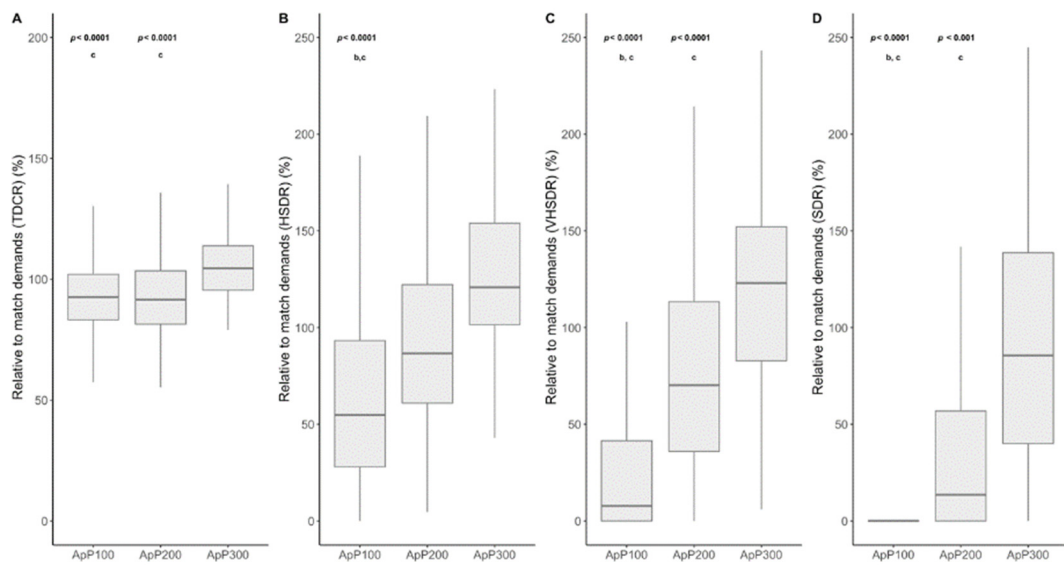 A
Relative to match demands (TDCR) (%)
200
150
100
50
0
p < 0.0001
c
p < 0.0001
c
ApP100
ApP200
ApP300
B
Relative to match demands (HSDR) (%)
250
200
150
100
50
0
p < 0.0001
b,c
ApP100
ApP200
ApP300
C
Relative to match demands (VHSDR) (%)
250
200
150
100
50
0
p < 0.0001
b, c
p < 0.0001
c
ApP100
ApP200
ApP300
D
Relative to match demands (SDR) (%)
250
200
150
100
50
0
p < 0.0001
b, c
p < 0.001
c
ApP100
ApP200
ApP300